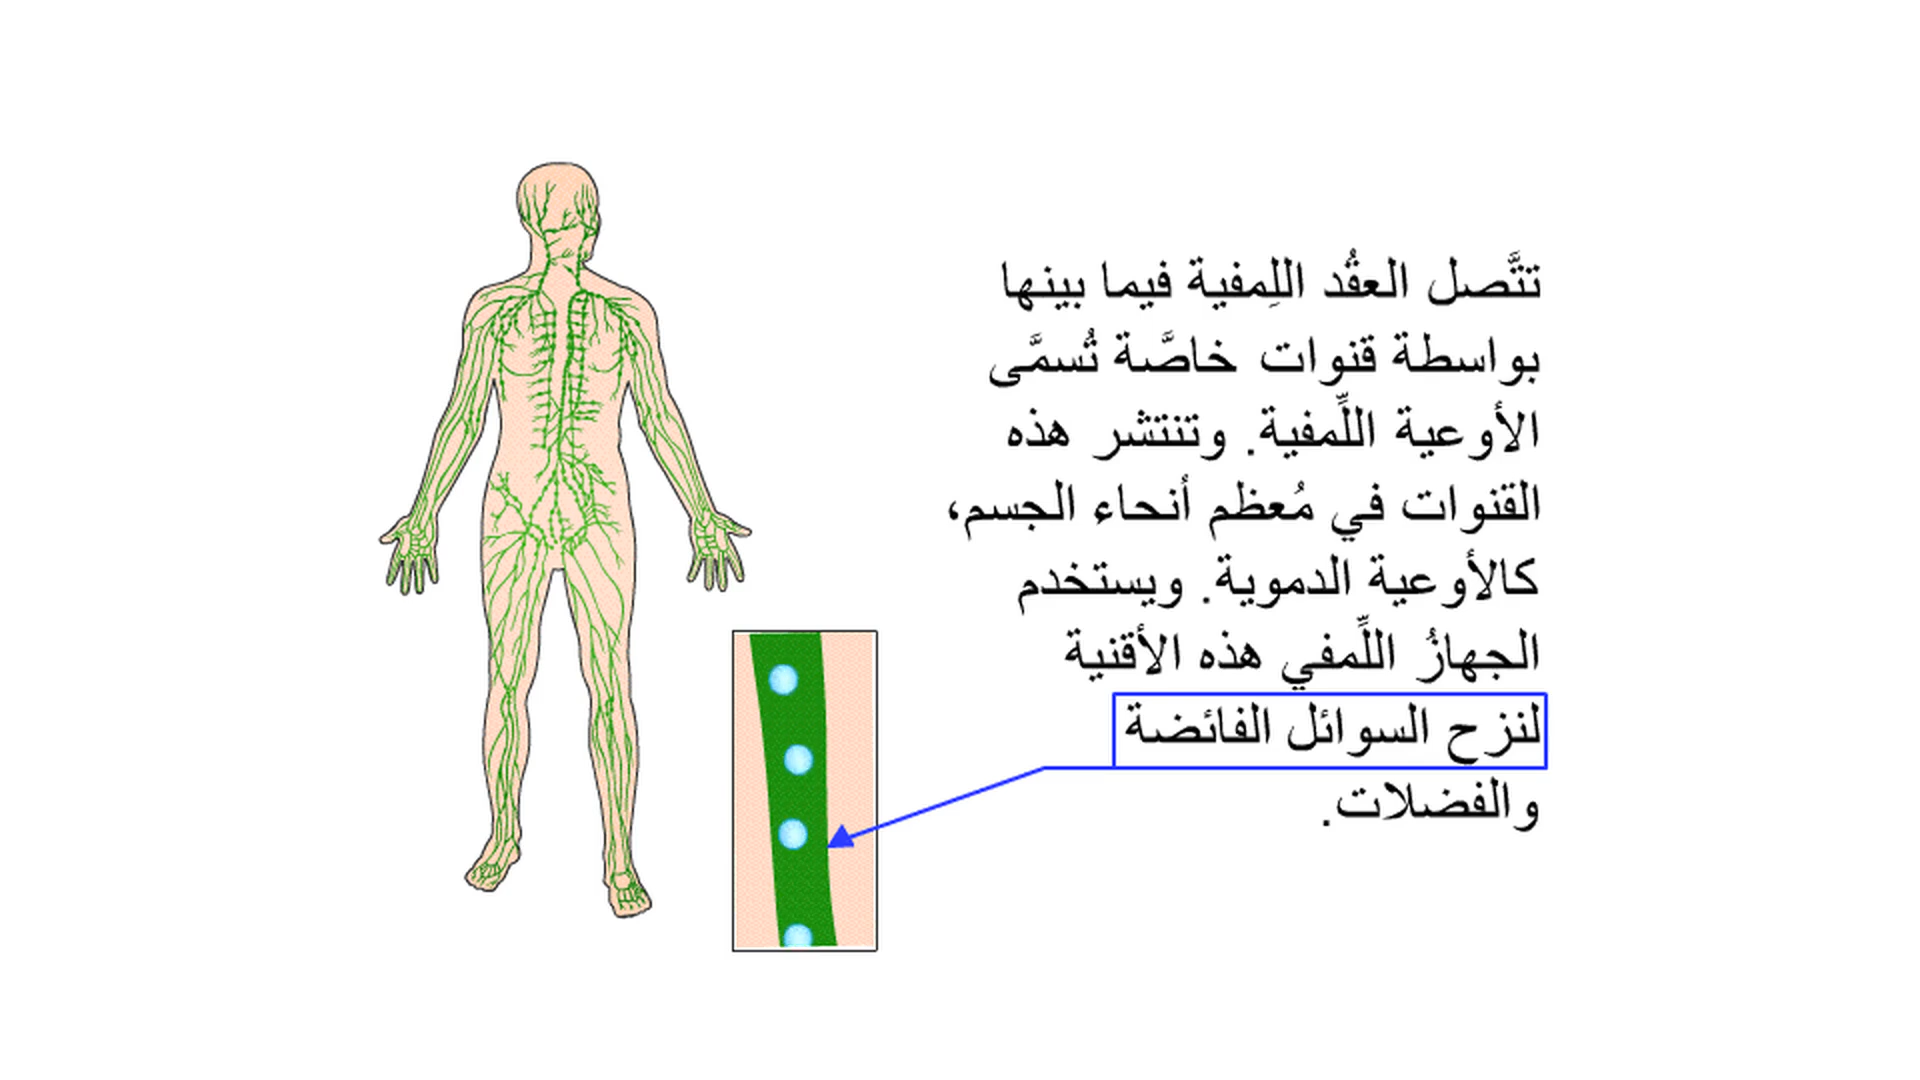 تتَّصل العقُد اللِمفية فيما بينها
بواسطة قنوات خاصَّة تُسمَّى
الأوعية اللِّمفية. وتنتشر هذه
القنوات في مُعظم أنحاء الجسم،
كالأوعية الدموية. ويستخدم
الجهازُ اللِّمفي هذه الأقنية
لنزح السوائل الفائضة
والفضلات.